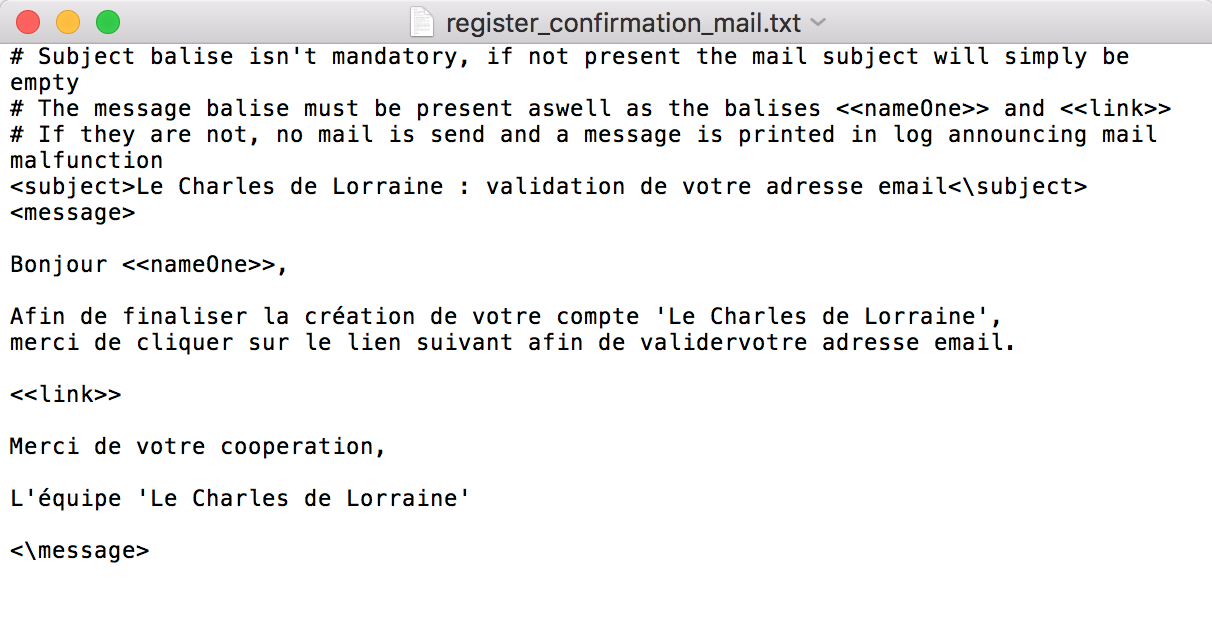 register_confirmation_mail.txt
# Subject balise isn't mandatory, if not present the mail subject will simply be
empty
# The message balise must be present aswell as the balises <<nameOne>> and <<link>>
# If they are not, no mail is send and a message is printed in log announcing mail
malfunction
<subject>Le Charles de Lorraine : validation de votre adresse email<\subject>
<message>
Bonjour <<nameOne>>,
Afin de finaliser la création de votre compte 'Le Charles de Lorraine',
merci de cliquer sur le lien suivant afin de validervotre adresse email.
<<link>>
Merci de votre cooperation,
L'équipe 'Le Charles de Lorraine'
<\message>